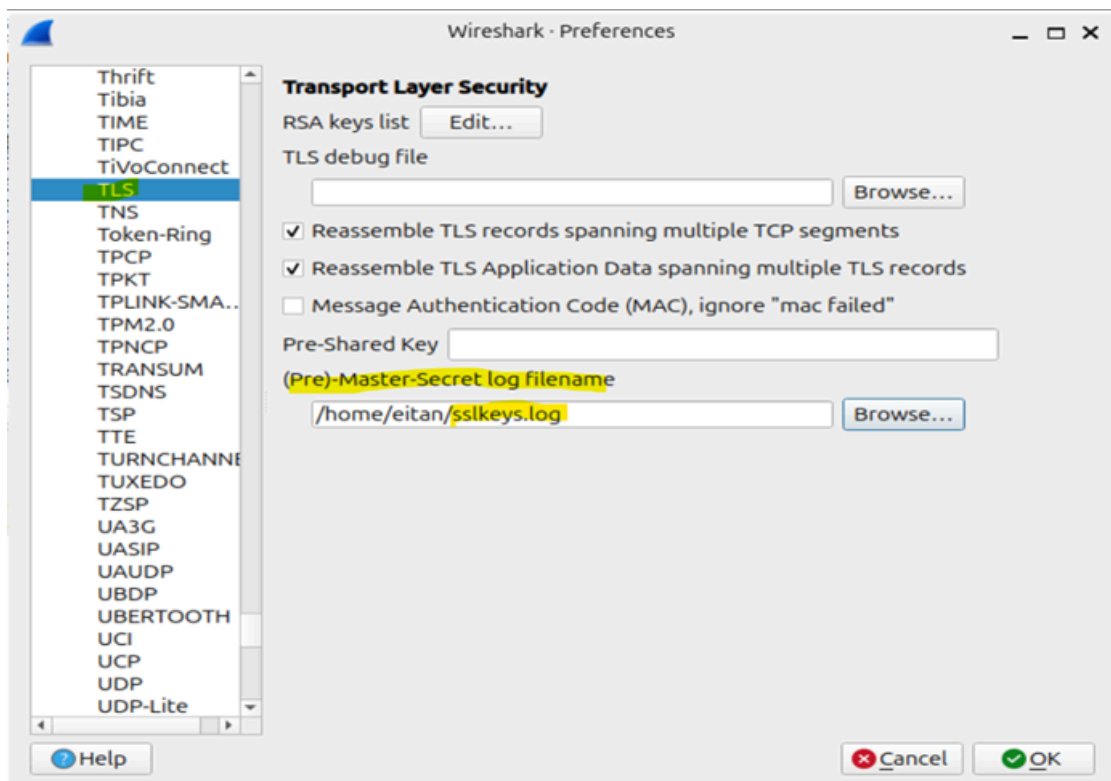 Wireshark · Preferences
Thrift
Tibia
TIME
TIPC
TiVoConnect
TLS
TNS
Token-Ring
TPCP
TPKT
TPLINK-SMA..
TPM2.0
TPNCP
TRANSUM
TSDNS
TSP
TTE
TURNCHANNE
TUXEDO
TZSP
UA3G
UASIP
UAUDP
UBDP
UBERTOOTH
UCI
UCP
UDP
UDP-Lite
Transport Layer Security
RSA keys list Edit...
TLS debug file
Browse...
Reassemble TLS records spanning multiple TCP segments
Reassemble TLS Application Data spanning multiple TLS records
Message Authentication Code (MAC), ignore "mac failed"
Pre-Shared Key
(Pre)-Master-Secret log filename
/home/eitan/sslkeys.log Browse...
Help Cancel OK